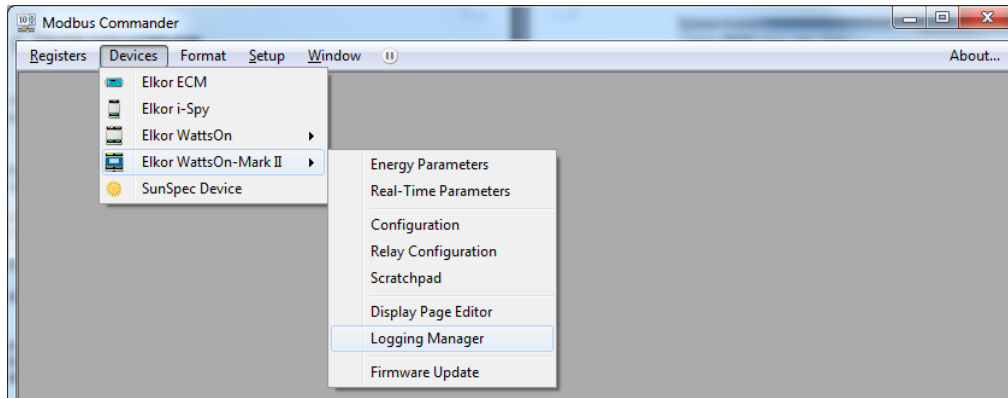 Modbus Commander
Registers Devices Format Setup Window About...
Elkor ECM
Elkor i-Spy
Elkor WattsOn
Elkor WattsOn-Mark II
SunSpec Device
Energy Parameters
Real-Time Parameters
Configuration
Relay Configuration
Scratchpad
Display Page Editor
Logging Manager
Firmware Update